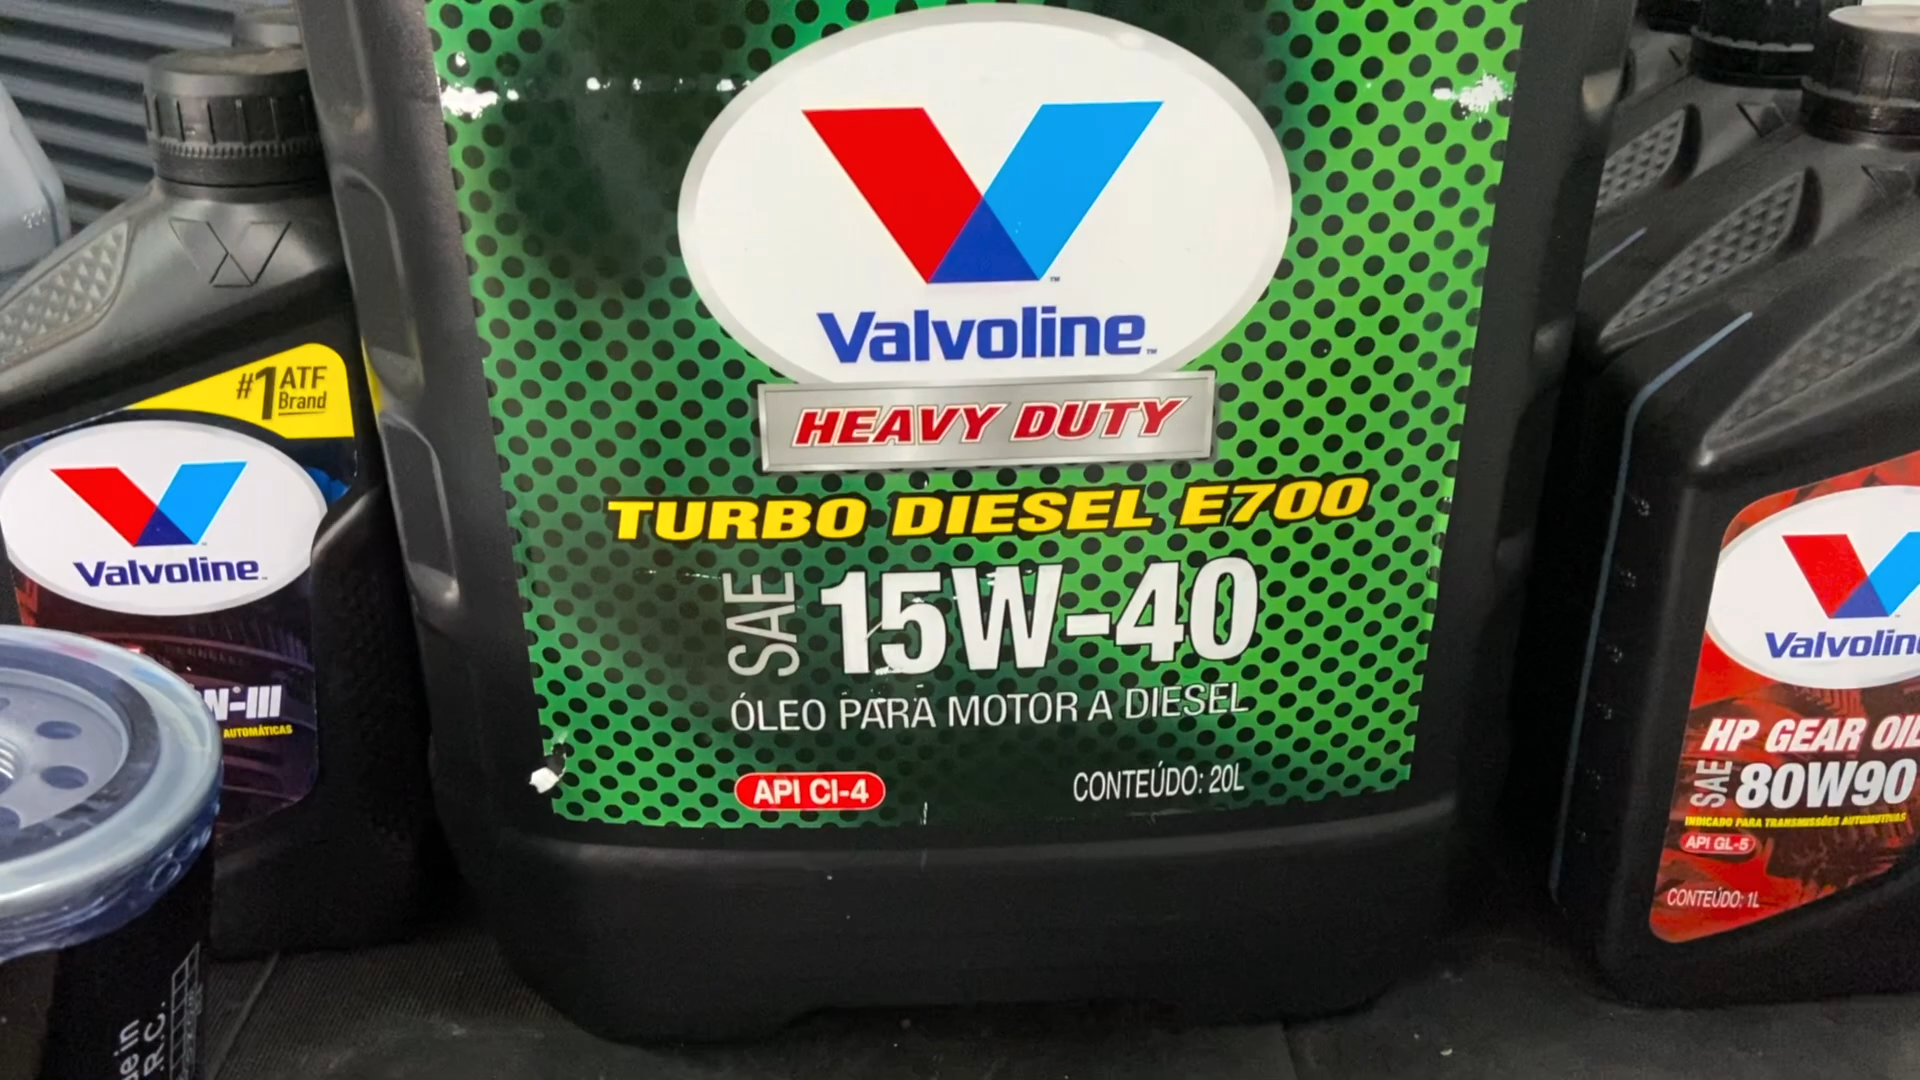 #1 ATF
Brand
Valvoline
N-III
AUTOMÁTICAS
Valvoline™
HEAVY DUTY
TURBO DIESEL E700
SAE 15W-40
ÓLEO PARA MOTOR A DIESEL
API CI-4
CONTEÚDO: 20L
Valvoline
HP GEAR OIL
SAE 80W90
INDICADO PARA TRANSMISSÕES AUTOMOTIVAS
API GL-5
CONTEÚDO: 1L
R.C.